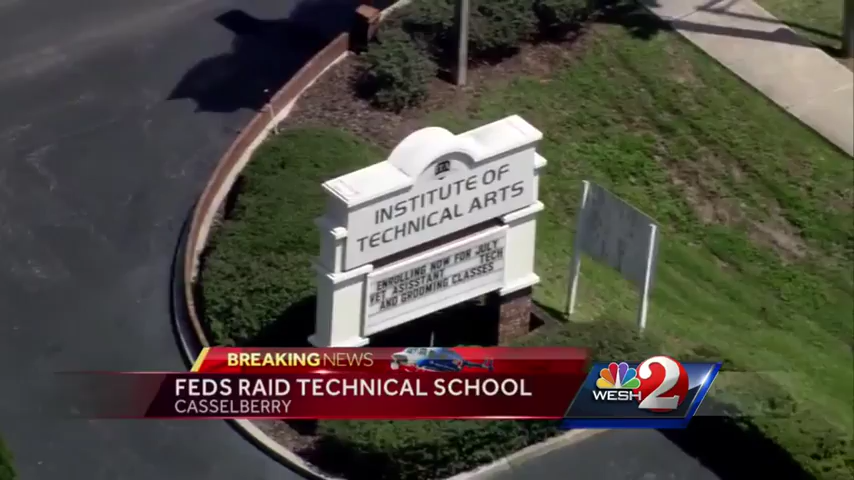 INSTITUTE OF
TECHNICAL ARTS
ENROLLING NOW FOR JULY
VET ASISSTANT TECH
AND GROOMING CLASSES
BREAKING NEWS
FEDS RAID TECHNICAL SCHOOL
CASSELBERRY
WESH 2